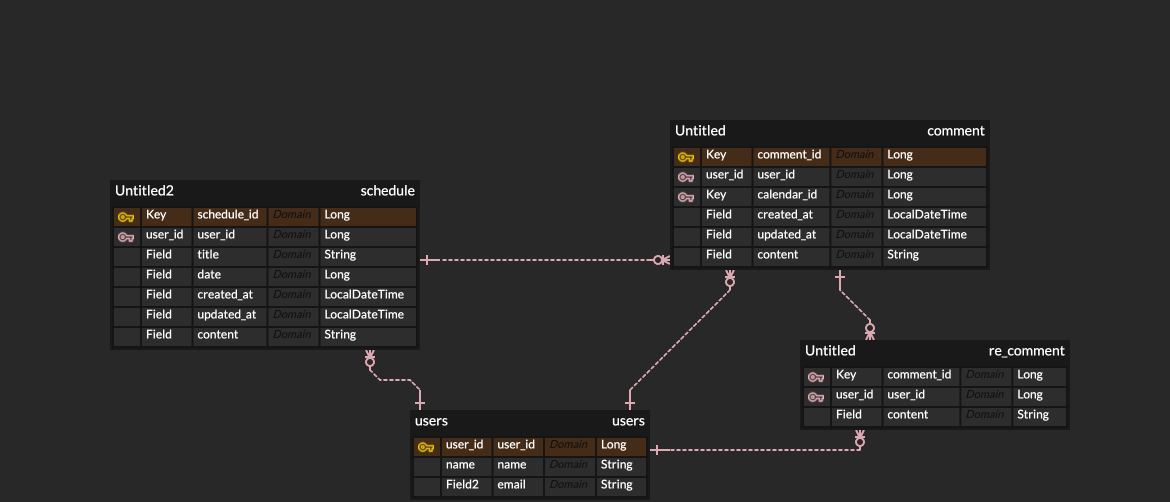 Untitled comment
Key comment_id Domain Long
user_id user_id Domain Long
Key calendar_id Domain Long
Field created_at Domain LocalDateTime
Field updated_at Domain LocalDateTime
Field content Domain String
Untitled2 schedule
Key schedule_id Domain Long
user_id user_id Domain Long
Field title Domain String
Field date Domain Long
Field created_at Domain LocalDateTime
Field updated_at Domain LocalDateTime
Field content Domain String
Untitled re_comment
Key comment_id Domain Long
user_id user_id Domain Long
Field content Domain String
users users
user_id user_id Domain Long
name name Domain String
Field2 email Domain String